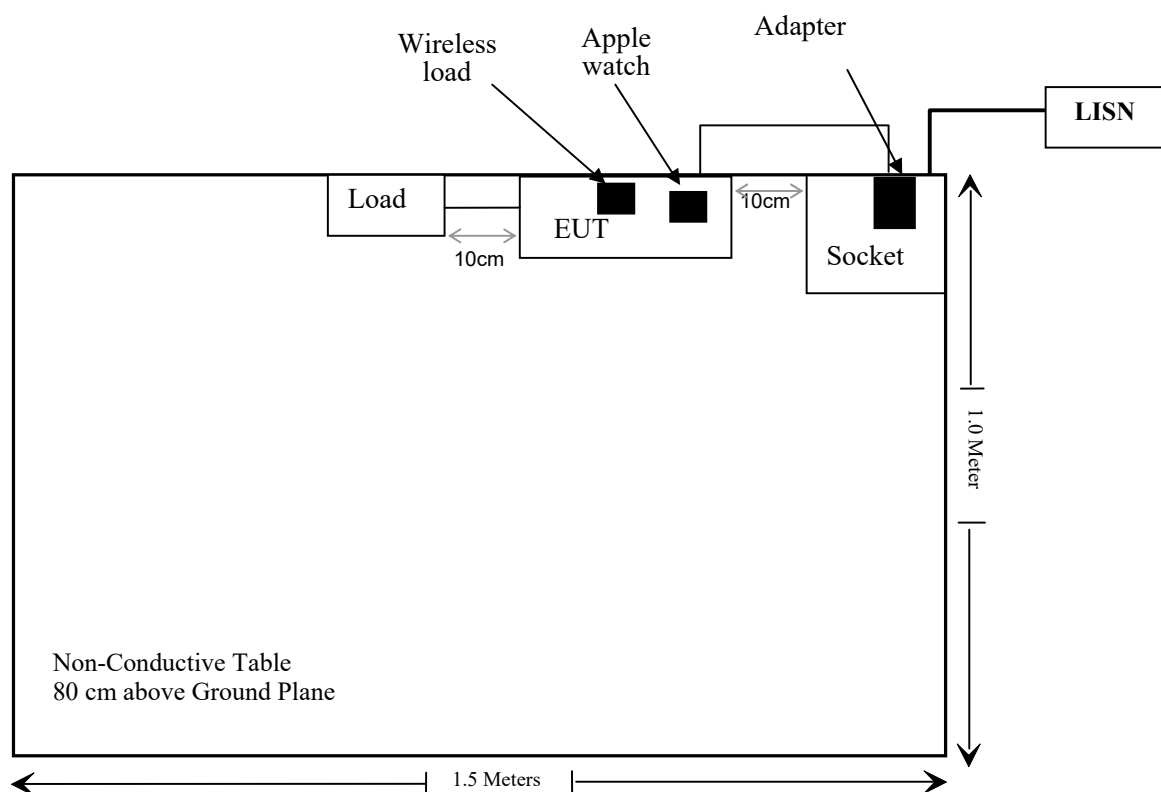 Wireless
load
Apple
watch
Adapter
LISN
Load
EUT
10cm
Socket
10cm
1.0 Meter
Non-Conductive Table
80 cm above Ground Plane
1.5 Meters